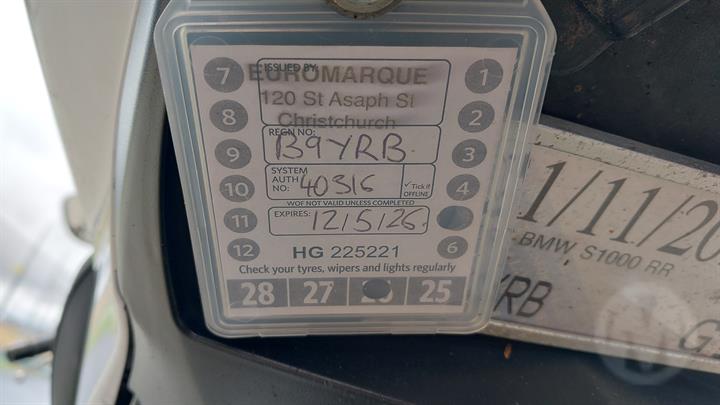 ISSUED BY
EUROMARQUE
120 St Asaph St
Christchurch
7
8
9
10
11
12
1
2
3
4
6
REGN NO:
B9YRB
SYSTEM AUTH NO:
40316
✓ Tick if OFFLINE
WOF NOT VALID UNLESS COMPLETED
EXPIRES:
12/5/26
HG 225221
Check your tyres, wipers and lights regularly
28 27 25
1/11/20
BMW S1000 RR
YRB
G